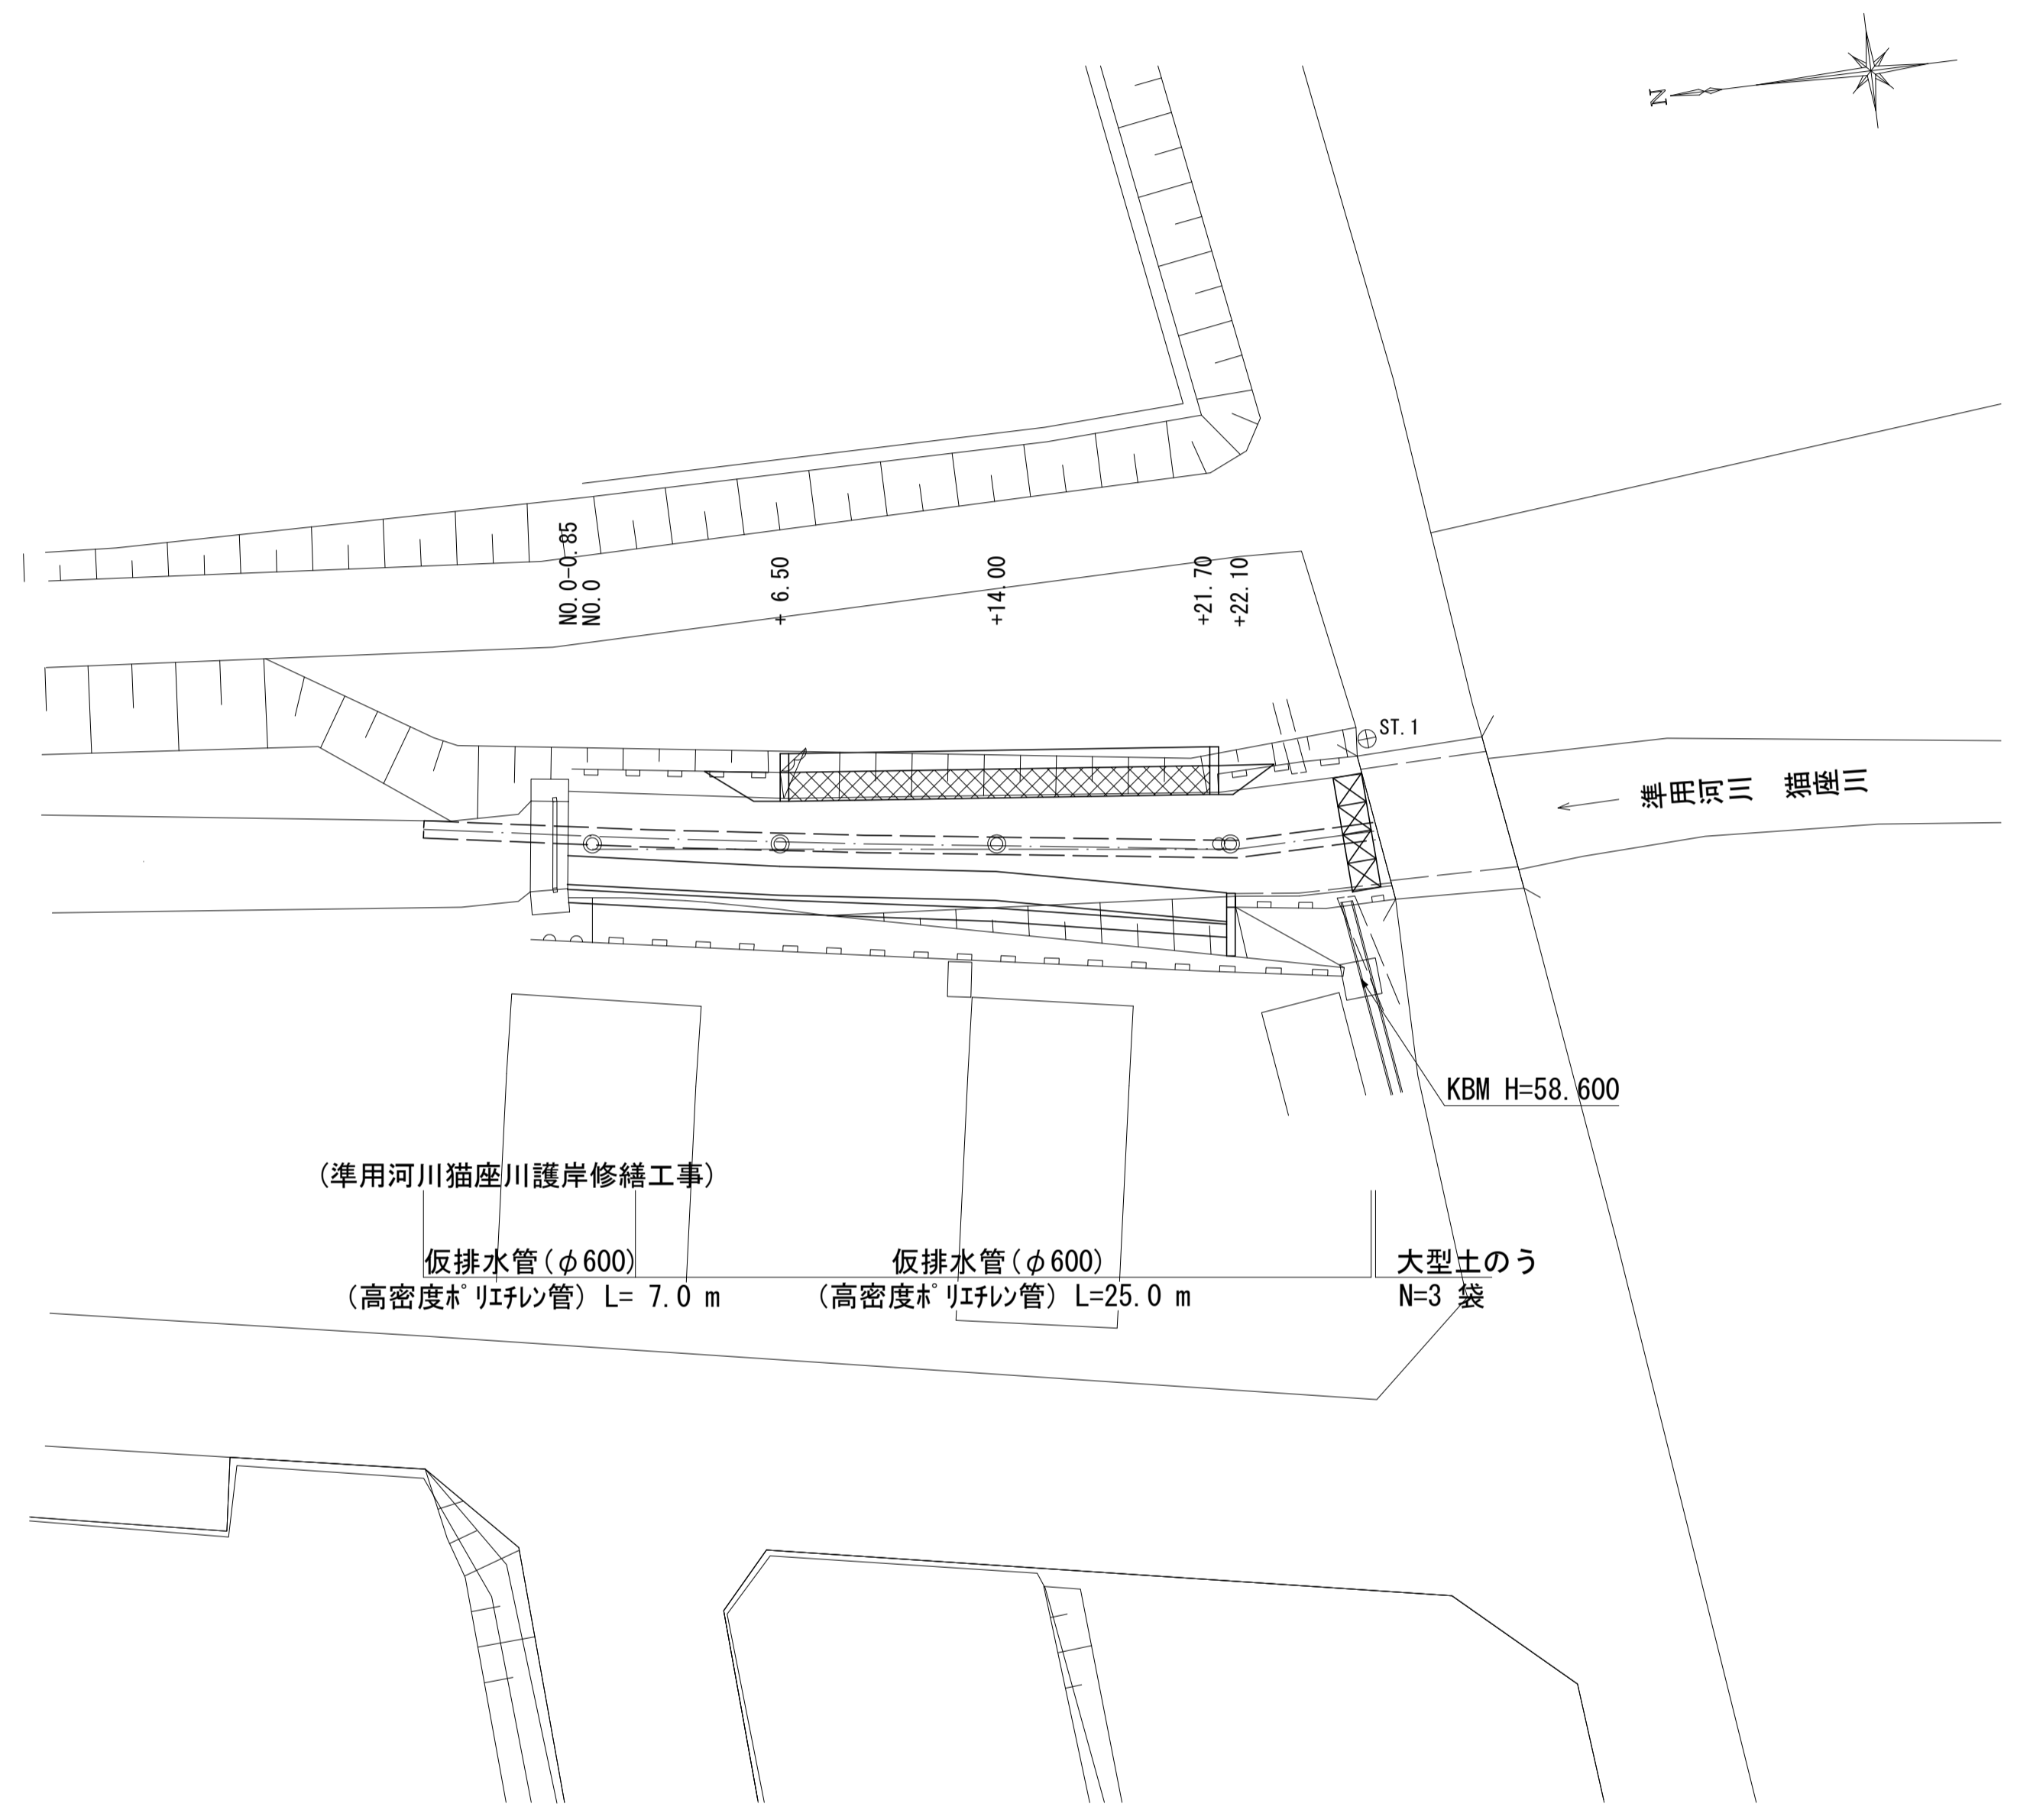 N
NO.0-0.85
NO.0
+ 6.50
+14.00
+21.70
+22.10
ST.1
準用河川 猫座川
KBM H=58.600
(準用河川猫座川護岸修繕工事)
仮排水管(φ600)
(高密度ﾎﾟﾘｴﾁﾚﾝ管) L= 7.0 m
仮排水管(φ600)
(高密度ﾎﾟﾘｴﾁﾚﾝ管) L=25.0 m
大型土のう
N=3 袋